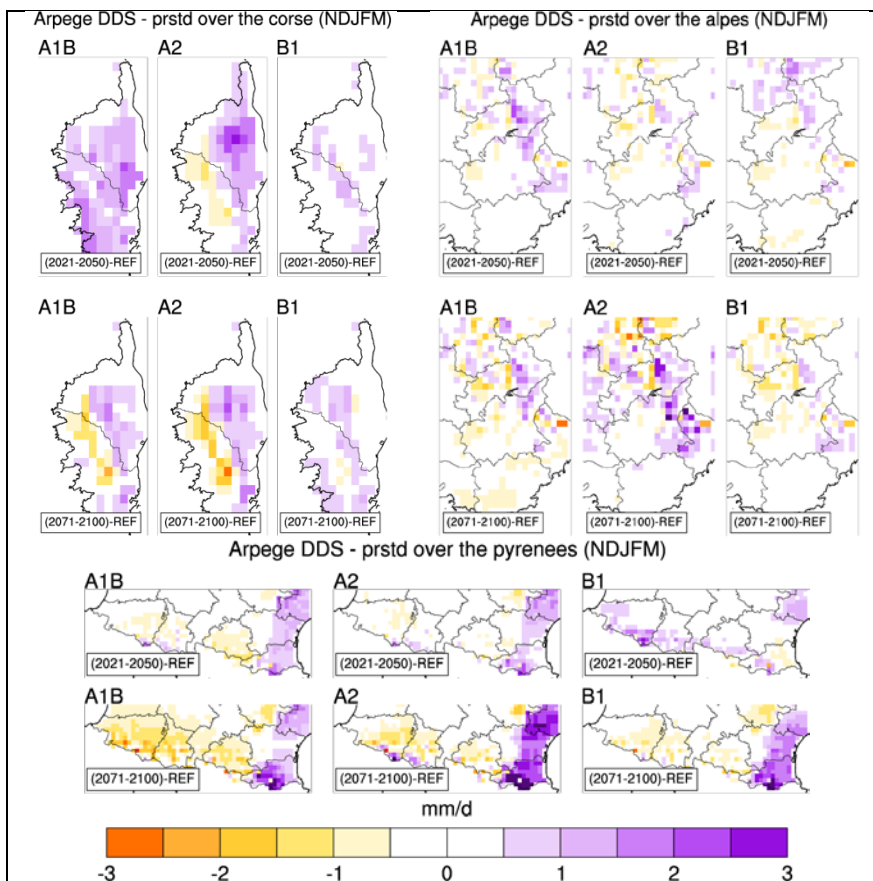 Arpege DDS - prstd over the corse (NDJFM)
A1B A2 B1
(2021-2050)-REF (2021-2050)-REF (2021-2050)-REF
A1B A2 B1
(2071-2100)-REF (2071-2100)-REF (2071-2100)-REF
Arpege DDS - prstd over the alpes (NDJFM)
A1B A2 B1
(2021-2050)-REF (2021-2050)-REF (2021-2050)-REF
A1B A2 B1
(2071-2100)-REF (2071-2100)-REF (2071-2100)-REF
Arpege DDS - prstd over the pyrenees (NDJFM)
A1B A2 B1
(2021-2050)-REF (2021-2050)-REF (2021-2050)-REF
A1B A2 B1
(2071-2100)-REF (2071-2100)-REF (2071-2100)-REF
mm/d
-3 -2 -1 0 1 2 3